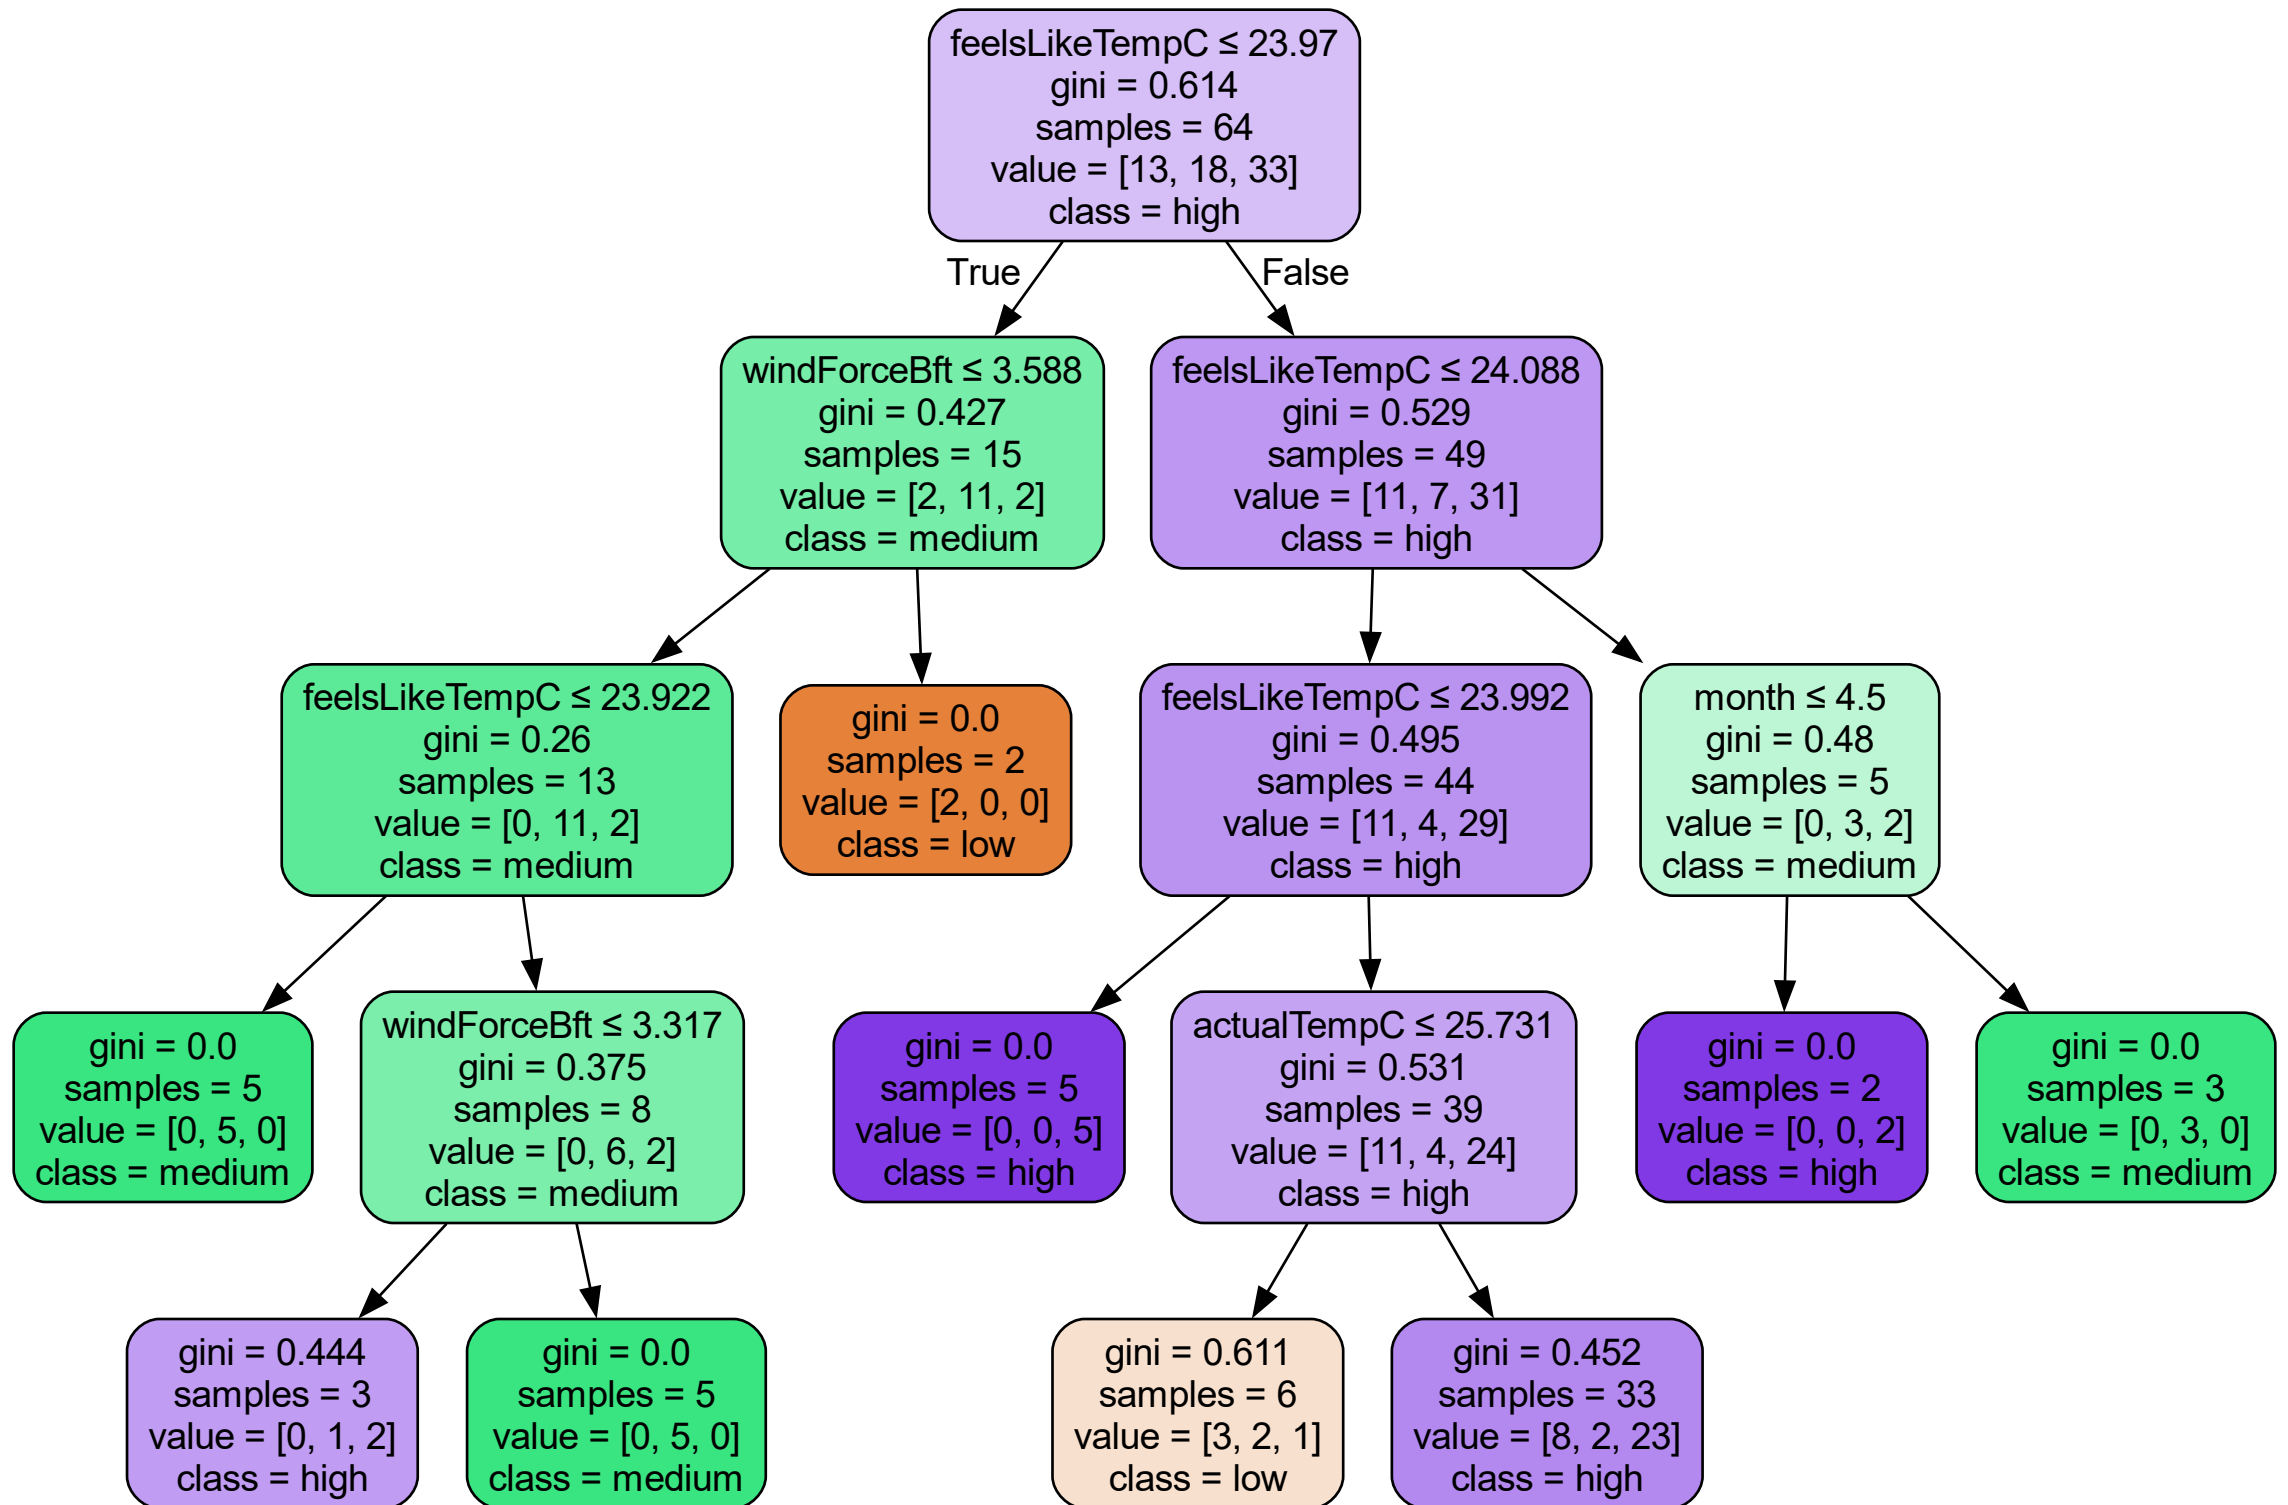 feelsLikeTempC ≤ 23.97
gini = 0.614
samples = 64
value = [13, 18, 33]
class = high
True
False
windForceBft ≤ 3.588
gini = 0.427
samples = 15
value = [2, 11, 2]
class = medium
feelsLikeTempC ≤ 24.088
gini = 0.529
samples = 49
value = [11, 7, 31]
class = high
feelsLikeTempC ≤ 23.922
gini = 0.26
samples = 13
value = [0, 11, 2]
class = medium
gini = 0.0
samples = 2
value = [2, 0, 0]
class = low
feelsLikeTempC ≤ 23.992
gini = 0.495
samples = 44
value = [11, 4, 29]
class = high
month ≤ 4.5
gini = 0.48
samples = 5
value = [0, 3, 2]
class = medium
gini = 0.0
samples = 5
value = [0, 5, 0]
class = medium
windForceBft ≤ 3.317
gini = 0.375
samples = 8
value = [0, 6, 2]
class = medium
gini = 0.0
samples = 5
value = [0, 0, 5]
class = high
actualTempC ≤ 25.731
gini = 0.531
samples = 39
value = [11, 4, 24]
class = high
gini = 0.0
samples = 2
value = [0, 0, 2]
class = high
gini = 0.0
samples = 3
value = [0, 3, 0]
class = medium
gini = 0.444
samples = 3
value = [0, 1, 2]
class = high
gini = 0.0
samples = 5
value = [0, 5, 0]
class = medium
gini = 0.611
samples = 6
value = [3, 2, 1]
class = low
gini = 0.452
samples = 33
value = [8, 2, 23]
class = high